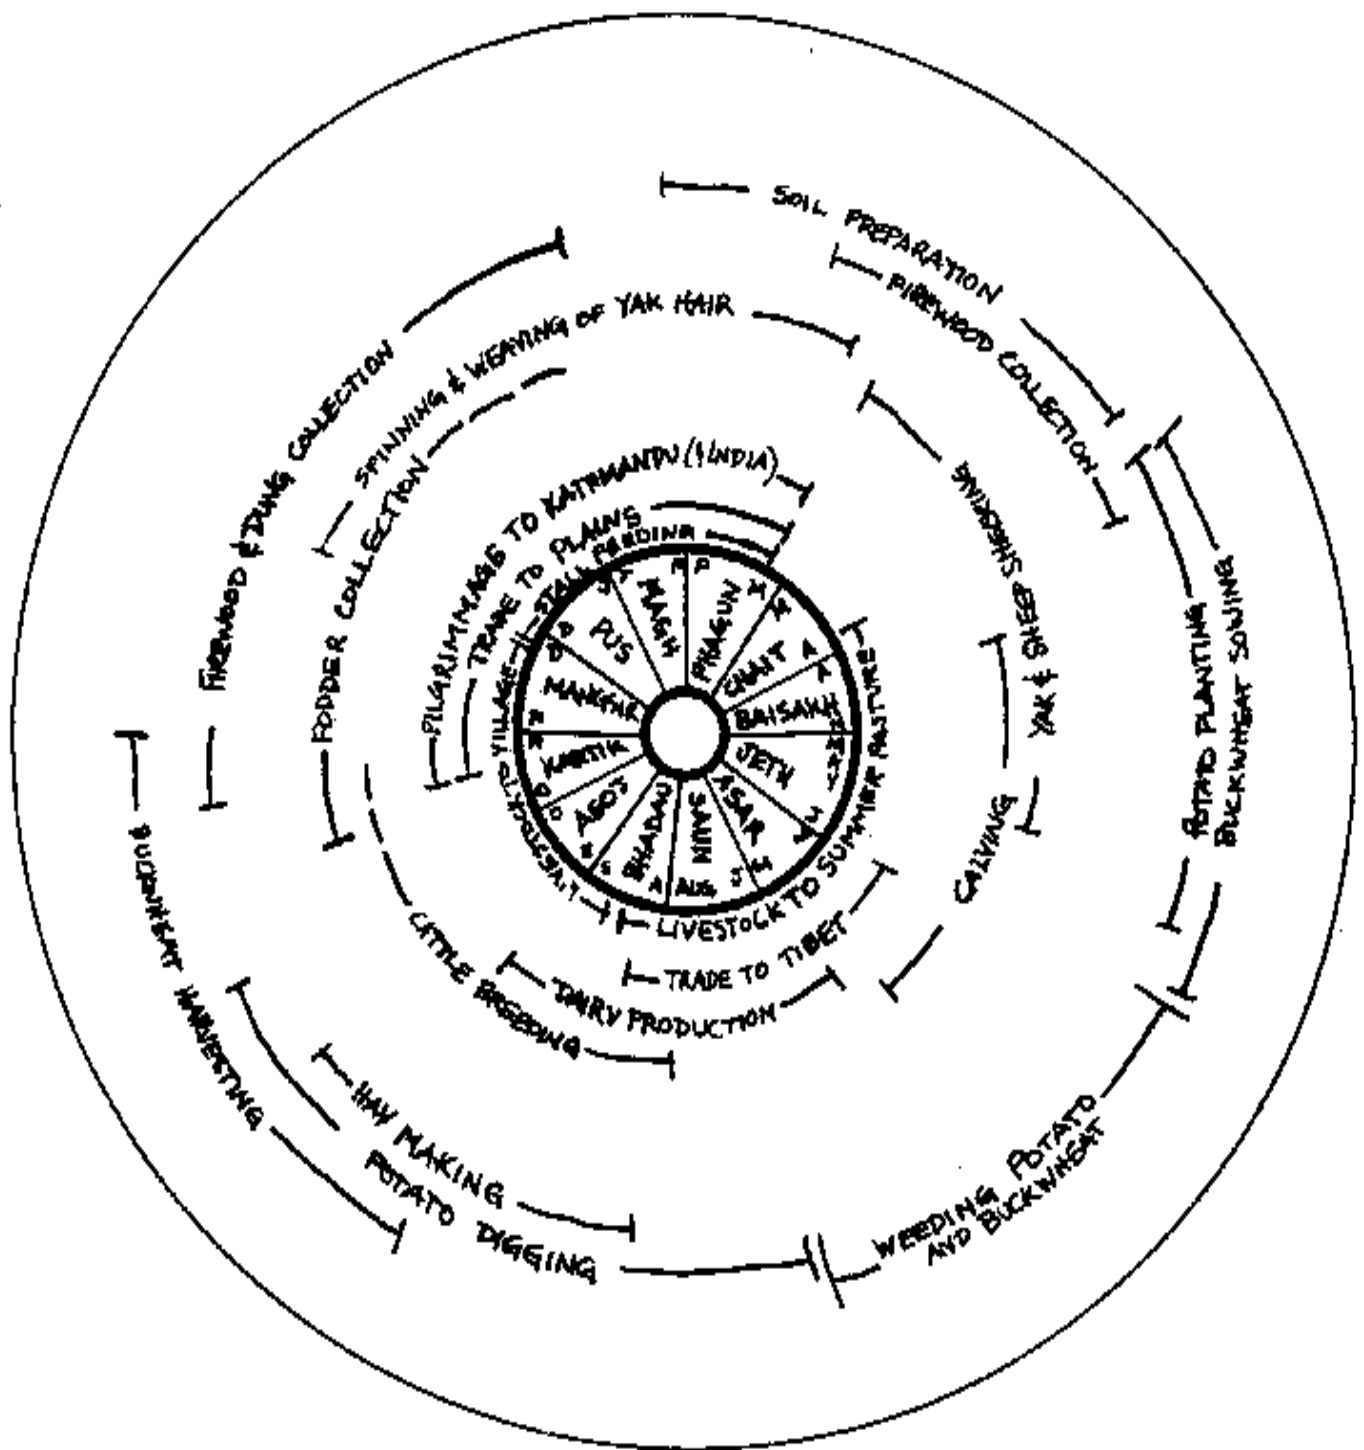 SOIL PREPARATION
FIREWOOD COLLECTION
FIREWOOD & DUNG COLLECTION
SPINNING & WEAVING OF YAK HAIR
FODDER COLLECTION
PILGRIMMAGE TO KATHMANDU (& INDIA)
TRADE TO PLAINS
STALL FEEDING
YAK & SHEEP SHEERING
POTATO PLANTING
BUCKWHEAT SOWING
CALVING
LIVESTOCK TO SUMMER PASTURE
LIVESTOCK TO VILLAGE
TRADE TO TIBET
DAIRY PRODUCTION
CATTLE BREEDING
HAY MAKING
POTATO DIGGING
BUCKWHEAT HARVESTING
WEEDING POTATO
AND BUCKWHEAT
MAGH
PHAGUN
CHAIT
BAISAKH
JETH
ASAR
SAUN
BHADAU
ASOJ
KARTIK
PUS
AUG